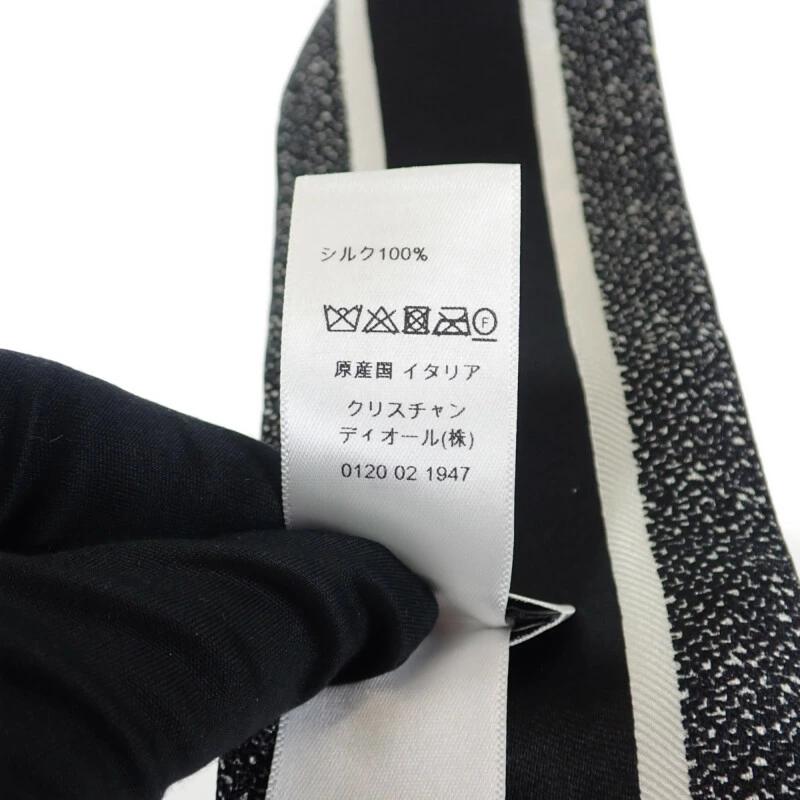 シルク100%
F
原産国 イタリア
クリスチャン
ディオール(株)
0120 02 1947